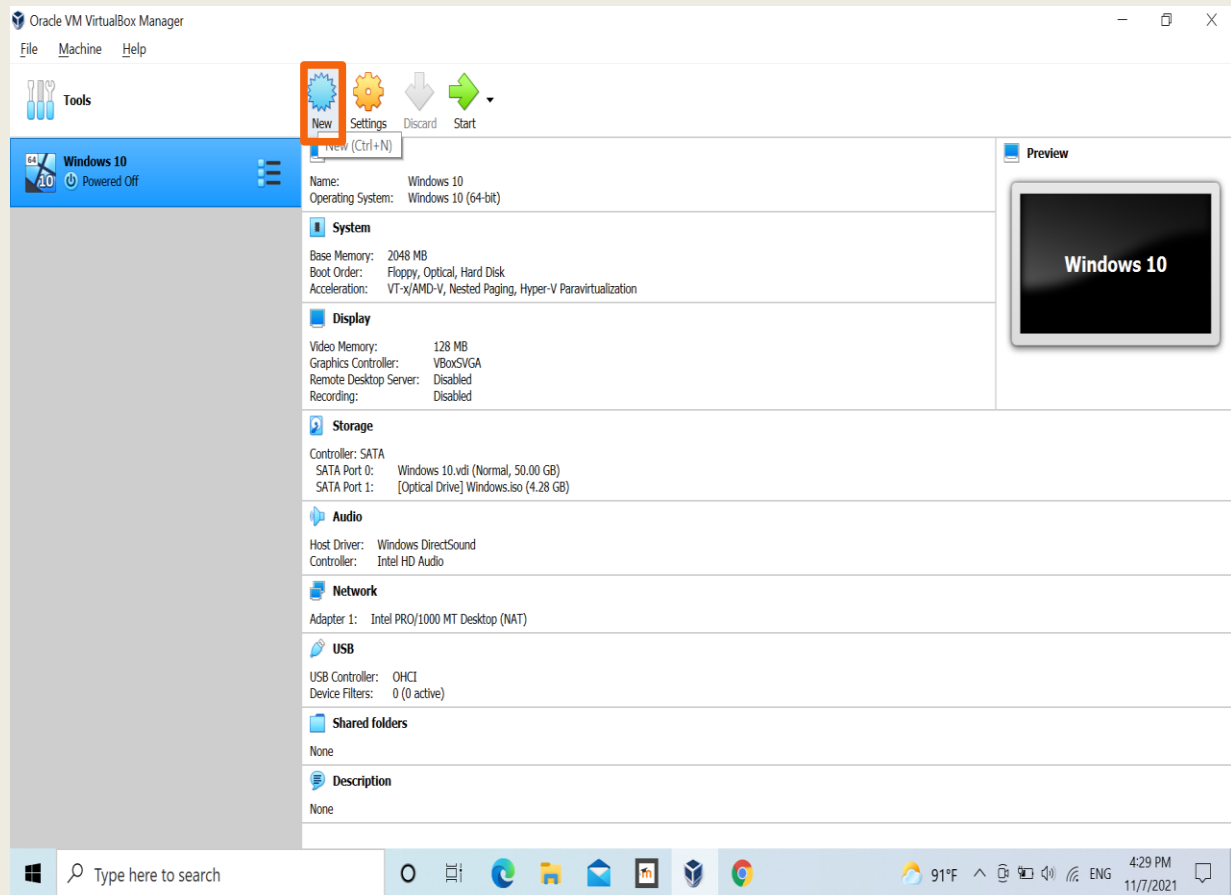 Oracle VM VirtualBox Manager
File Machine Help
Tools
New Settings Discard Start
New (Ctrl+N)
64
10
Windows 10
Powered Off
Name: Windows 10
Operating System: Windows 10 (64-bit)
Preview
Windows 10
System
Base Memory: 2048 MB
Boot Order: Floppy, Optical, Hard Disk
Acceleration: VT-x/AMD-V, Nested Paging, Hyper-V Paravirtualization
Display
Video Memory: 128 MB
Graphics Controller: VBoxSVGA
Remote Desktop Server: Disabled
Recording: Disabled
Storage
Controller: SATA
SATA Port 0: Windows 10.vdi (Normal, 50.00 GB)
SATA Port 1: [Optical Drive] Windows.iso (4.28 GB)
Audio
Host Driver: Windows DirectSound
Controller: Intel HD Audio
Network
Adapter 1: Intel PRO/1000 MT Desktop (NAT)
USB
USB Controller: OHCI
Device Filters: 0 (0 active)
Shared folders
None
Description
None
Type here to search
91°F
ENG
4:29 PM
11/7/2021